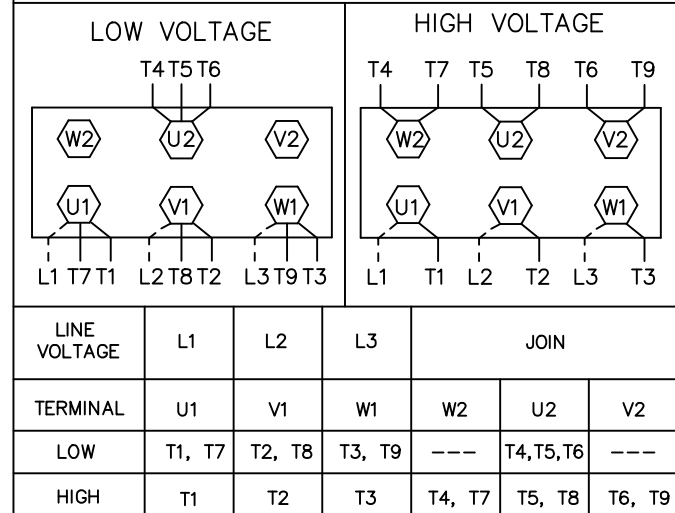 LOW VOLTAGE
T4 T5 T6
W2 U2 V2
U1 V1 W1
L1 T7 T1 L2 T8 T2 L3 T9 T3
HIGH VOLTAGE
T4 T7 T5 T8 T6 T9
W2 U2 V2
U1 V1 W1
L1 T1 L2 T2 L3 T3
LINE VOLTAGE L1 L2 L3 JOIN
TERMINAL U1 V1 W1 W2 U2 V2
LOW T1, T7 T2, T8 T3, T9 --- T4,T5,T6 ---
HIGH T1 T2 T3 T4, T7 T5, T8 T6, T9